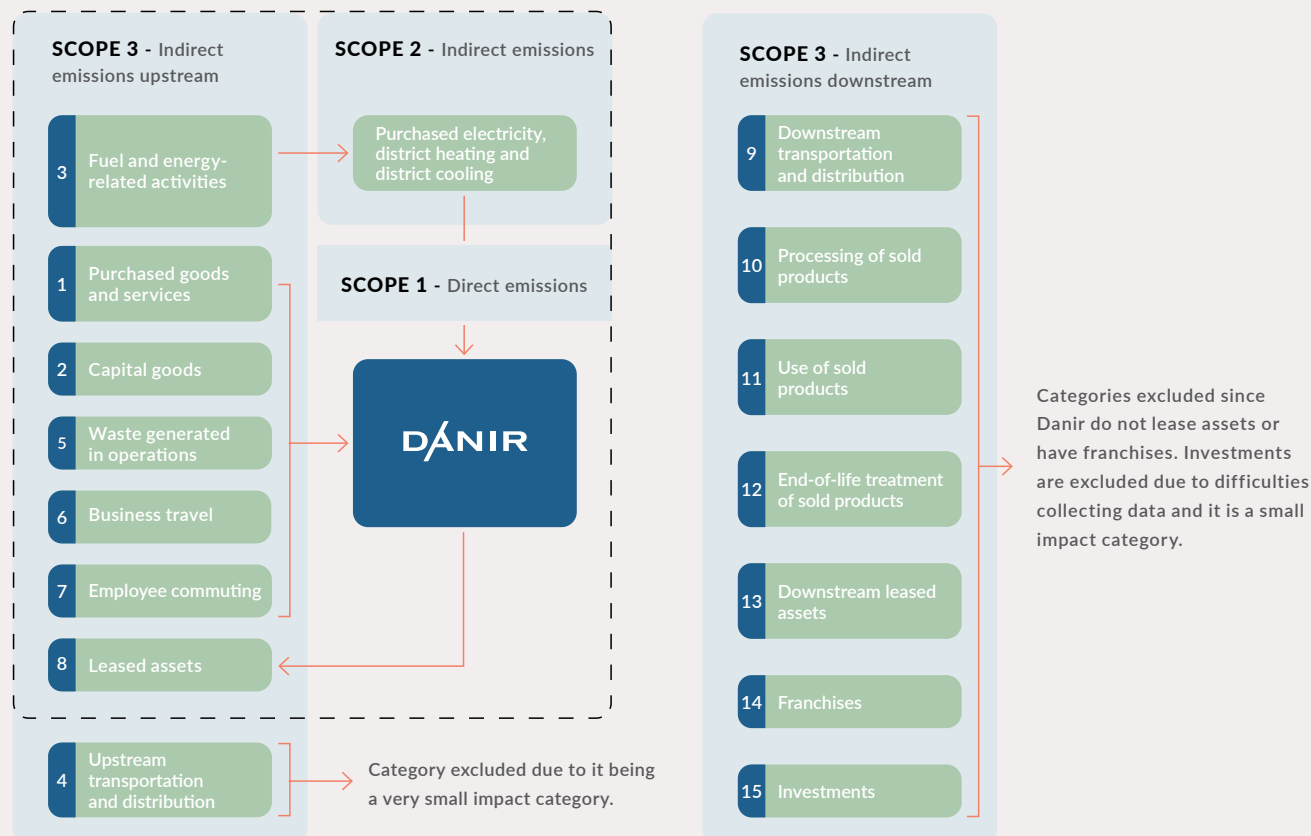 SCOPE 3 - Indirect
emissions upstream
3
Fuel and energy-
related activities
1
Purchased goods
and services
2
Capital goods
5
Waste generated
in operations
6
Business travel
7
Employee commuting
8
Leased assets
4
Upstream
transportation
and distribution
Category excluded due to it being
a very small impact category.
SCOPE 2 - Indirect emissions
Purchased electricity,
district heating and
district cooling
SCOPE 1 - Direct emissions
DÁNIR
SCOPE 3 - Indirect
emissions downstream
9
Downstream
transportation
and distribution
10
Processing of sold
products
11
Use of sold
products
12
End-of-life treatment
of sold products
13
Downstream leased
assets
14
Franchises
15
Investments
Categories excluded since
Danir do not lease assets or
have franchises. Investments
are excluded due to difficulties
collecting data and it is a small
impact category.